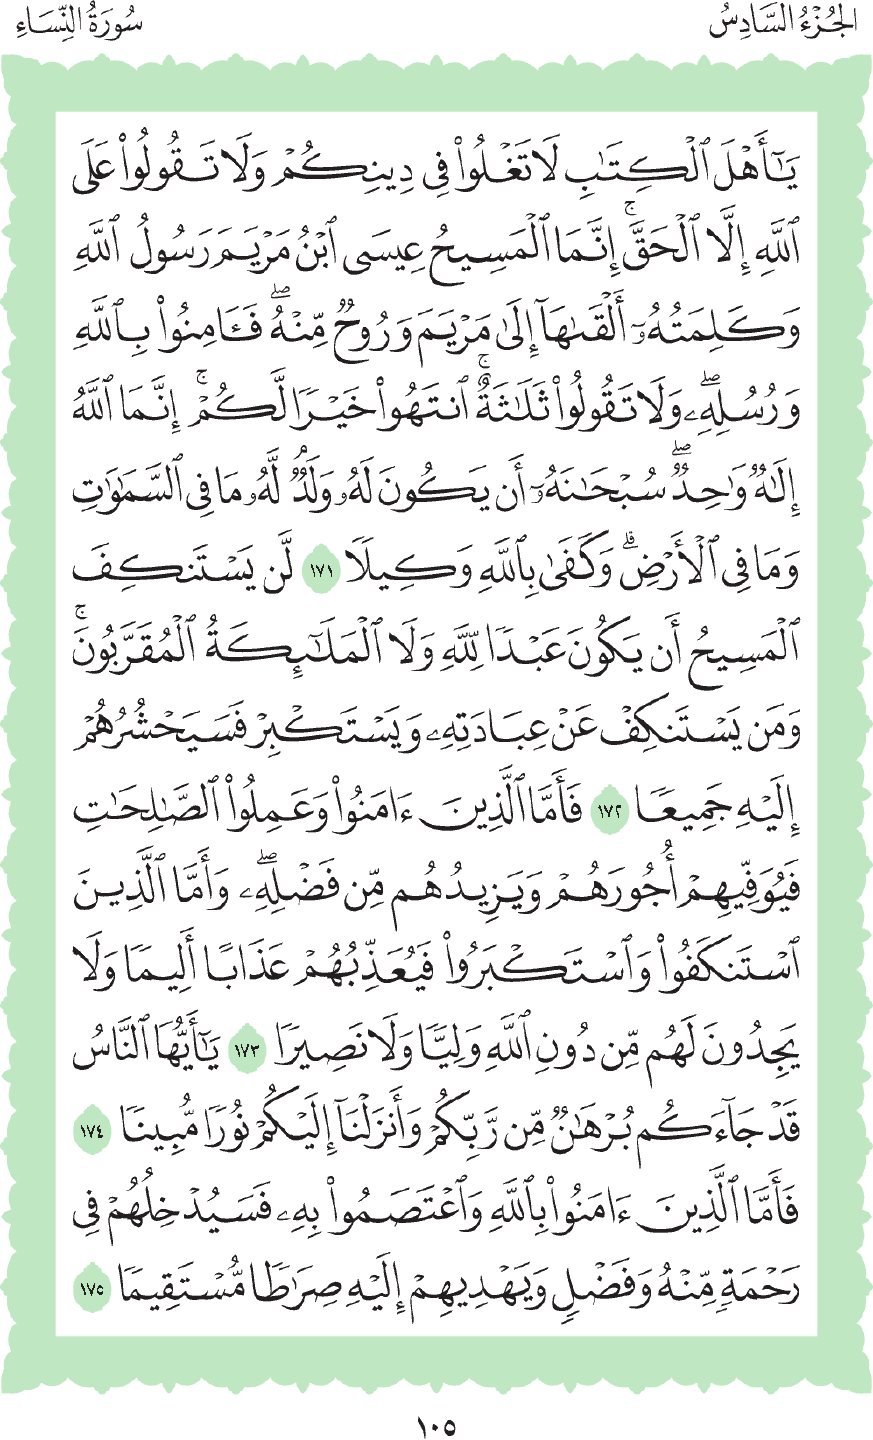 الجُزْءُ السَّادِسُ
سُورَةُ النِّسَاءِ
يَٰٓأَهۡلَ ٱلۡكِتَٰبِ لَا تَغۡلُواْ فِي دِينِكُمۡ وَلَا تَقُولُواْ عَلَى
ٱللَّهِ إِلَّا ٱلۡحَقَّۚ إِنَّمَا ٱلۡمَسِيحُ عِيسَى ٱبۡنُ مَرۡيَمَ رَسُولُ ٱللَّهِ
وَكَلِمَتُهُۥٓ أَلۡقَىٰهَآ إِلَىٰ مَرۡيَمَ وَرُوحٞ مِّنۡهُۖ فَـَٔامِنُواْ بِٱللَّهِ
وَرُسُلِهِۦۖ وَلَا تَقُولُواْ ثَلَٰثَةٌۚ ٱنتَهُواْ خَيۡرٗا لَّكُمۡۚ إِنَّمَا ٱللَّهُ
إِلَٰهٞ وَٰحِدٞۖ سُبۡحَٰنَهُۥٓ أَن يَكُونَ لَهُۥ وَلَدٞۘ لَّهُۥ مَا فِي ٱلسَّمَٰوَٰتِ
وَمَا فِي ٱلۡأَرۡضِۗ وَكَفَىٰ بِٱللَّهِ وَكِيلٗا ١٧١ لَّن يَسۡتَنكِفَ
ٱلۡمَسِيحُ أَن يَكُونَ عَبۡدٗا لِّلَّهِ وَلَا ٱلۡمَلَٰٓئِكَةُ ٱلۡمُقَرَّبُونَۚ
وَمَن يَسۡتَنكِفۡ عَنۡ عِبَادَتِهِۦ وَيَسۡتَكۡبِرۡ فَسَيَحۡشُرُهُمۡ
إِلَيۡهِ جَمِيعٗا ١٧٢ فَأَمَّا ٱلَّذِينَ ءَامَنُواْ وَعَمِلُواْ ٱلصَّٰلِحَٰتِ
فَيُوَفِّيهِمۡ أُجُورَهُمۡ وَيَزِيدُهُم مِّن فَضۡلِهِۦۖ وَأَمَّا ٱلَّذِينَ
ٱسۡتَنكَفُواْ وَٱسۡتَكۡبَرُواْ فَيُعَذِّبُهُمۡ عَذَابًا أَلِيمٗا وَلَا
يَجِدُونَ لَهُم مِّن دُونِ ٱللَّهِ وَلِيّٗا وَلَا نَصِيرٗا ١٧٣ يَٰٓأَيُّهَا ٱلنَّاسُ
قَدۡ جَآءَكُم بُرۡهَٰنٞ مِّن رَّبِّكُمۡ وَأَنزَلۡنَآ إِلَيۡكُمۡ نُورٗا مُّبِينٗا ١٧٤
فَأَمَّا ٱلَّذِينَ ءَامَنُواْ بِٱللَّهِ وَٱعۡتَصَمُواْ بِهِۦ فَسَيُدۡخِلُهُمۡ فِي
رَحۡمَةٖ مِّنۡهُ وَفَضۡلٖ وَيَهۡدِيهِمۡ إِلَيۡهِ صِرَٰطٗا مُّسۡتَقِيمٗا ١٧٥
١٠٥